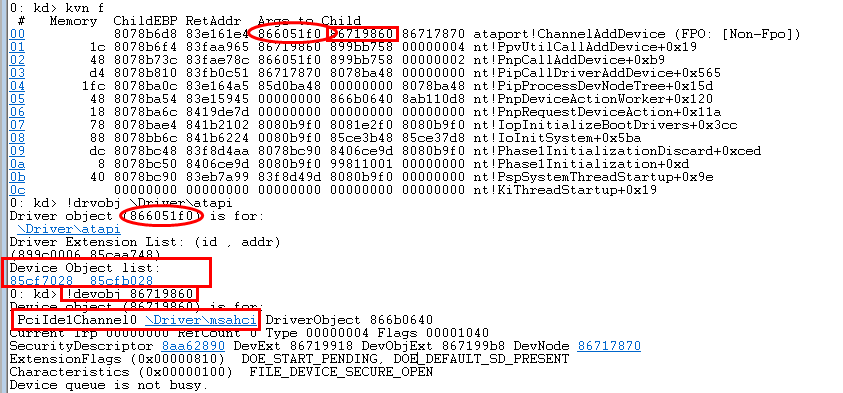 0: kd> kvn f
# Memory ChildEBP RetAddr Args to Child
00 8078b6d8 83e161e4 866051f0 86719860 86717870 ataport!ChannelAddDevice (FPO: [Non-Fpo])
01 1c 8078b6f4 83faa965 86719860 899bb758 00000004 nt!PpvUtilCallAddDevice+0x19
02 48 8078b73c 83fae78c 866051f0 899bb758 00000002 nt!PnpCallAddDevice+0xb9
03 d4 8078b810 83fb0c51 86717870 8078ba48 00000000 nt!PipCallDriverAddDevice+0x565
04 1fc 8078ba0c 83e164a5 85d0ba48 00000000 8078ba48 nt!PipProcessDevNodeTree+0x15d
05 48 8078ba54 83e15945 00000000 866b0640 8ab110d8 nt!PnpDeviceActionWorker+0x120
06 18 8078ba6c 8419de7d 00000000 00000000 00000000 nt!PnpRequestDeviceAction+0x11a
07 78 8078bae4 841b2102 8080b9f0 8081e2f0 8080b9f0 nt!IopInitializeBootDrivers+0x3cc
08 88 8078bb6c 841b6224 0080b9f0 85ce3b48 85ce37d8 nt!IoInitSystem+0x5ba
09 dc 8078bc48 83f8d4aa 8078bc90 8406ce9d 8080b9f0 nt!Phase1InitializationDiscard+0xced
0a 8 8078bc50 8406ce9d 8080b9f0 99811001 00000000 nt!Phase1Initialization+0xd
0b 40 8078bc90 83eb7a99 83f8d49d 8080b9f0 00000000 nt!PspSystemThreadStartup+0x9e
0c 00000000 00000000 00000000 00000000 00000000 nt!KiThreadStartup+0x19
0: kd> !drvobj \Driver\atapi
Driver object (866051f0) is for:
\Driver\atapi
Driver Extension List: (id , addr)
(899c0006 85caa748)
Device Object list:
85cf7028 85cfb028
0: kd> !devobj 86719860
Device object (86719860) is for:
PciIde1Channel0 \Driver\msahci DriverObject 866b0640
Current Irp 00000000 RefCount 0 Type 00000004 Flags 00001040
SecurityDescriptor 8aa62890 DevExt 86719918 DevObjExt 867199b8 DevNode 86717870
ExtensionFlags (0x00000810) DOE_START_PENDING, DOE_DEFAULT_SD_PRESENT
Characteristics (0x00000100) FILE_DEVICE_SECURE_OPEN
Device queue is not busy.